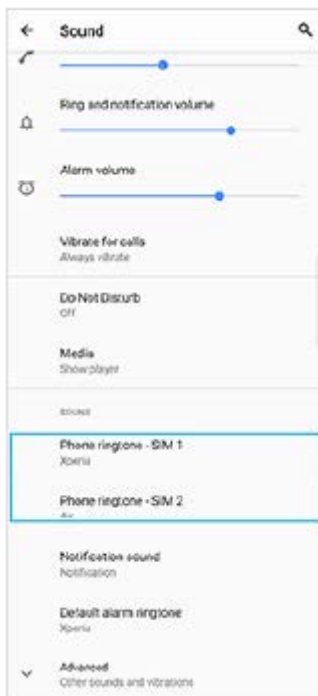 Sound
Ring and notification volume
Alarm volume
Vibrate for calls
Always vibrate
Do Not Disturb
Off
Media
Show player
SOUND
Phone ringtone - SIM 1
Xperia
Phone ringtone - SIM 2
Notification sound
Notification
Default alarm ringtone
Xperia
Advanced
Other sounds and vibrations